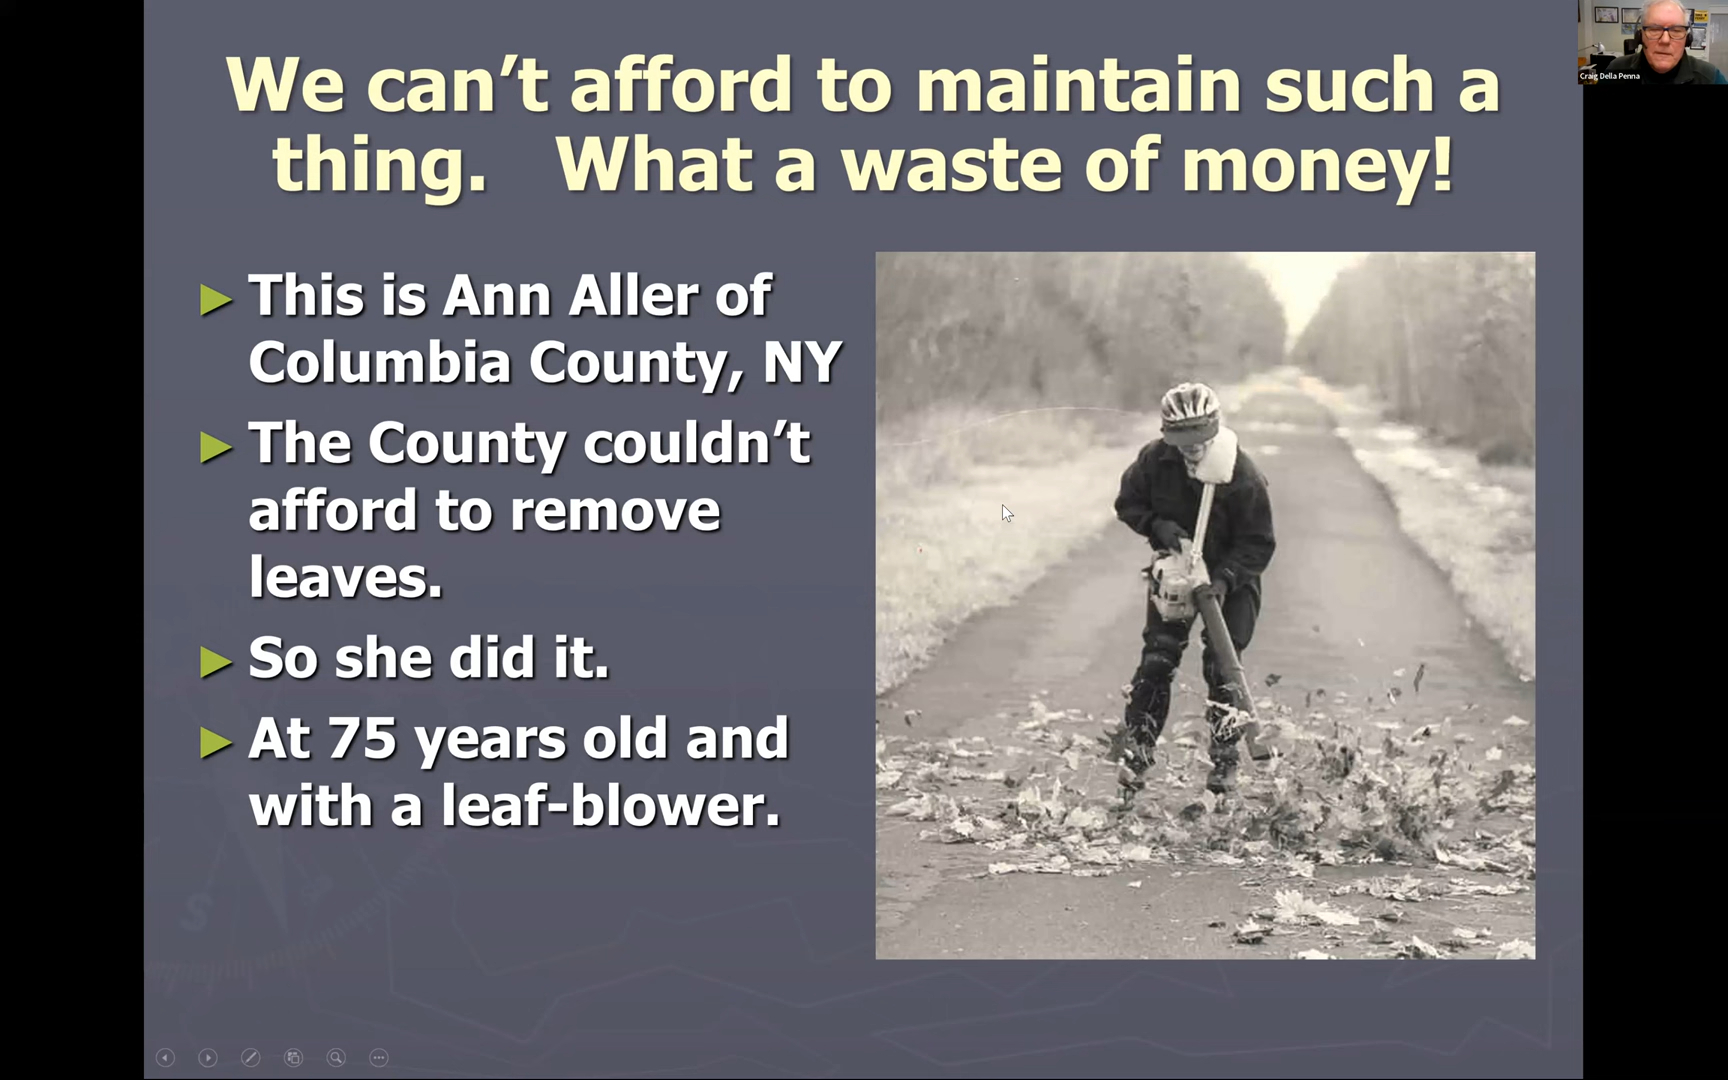 We can’t afford to maintain such a
thing. What a waste of money!
This is Ann Aller of
Columbia County, NY
The County couldn’t
afford to remove
leaves.
So she did it.
At 75 years old and
with a leaf-blower.
Craig Della Penna
S